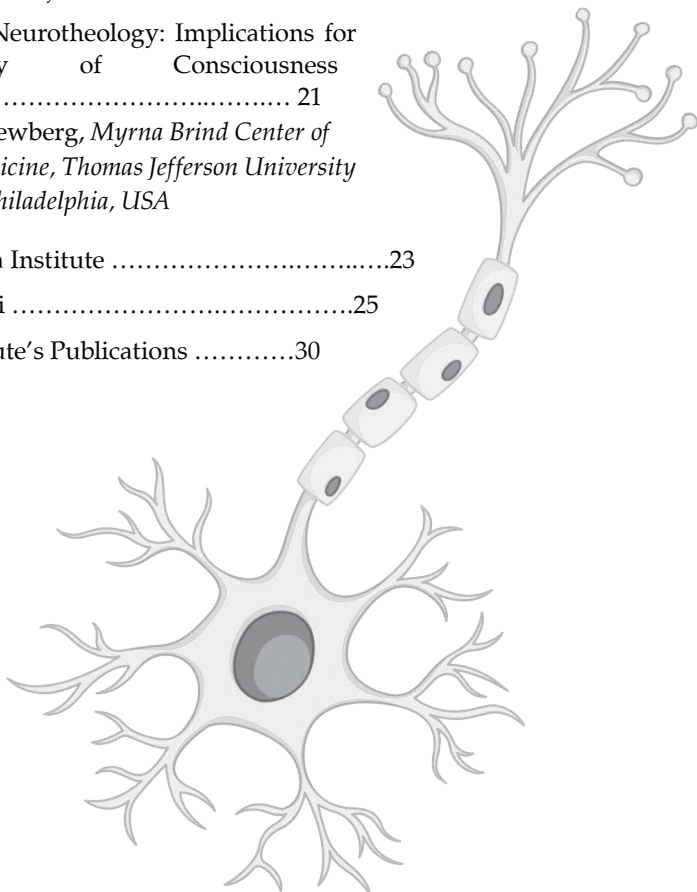 Neurotheology: Implications for
y of Consciousness
……………………..…….… 21
ewberg, Myrna Brind Center of
icine, Thomas Jefferson University
hiladelphia, USA
n Institute ………………….……..….23
i …………………….……………….25
ute's Publications …………30